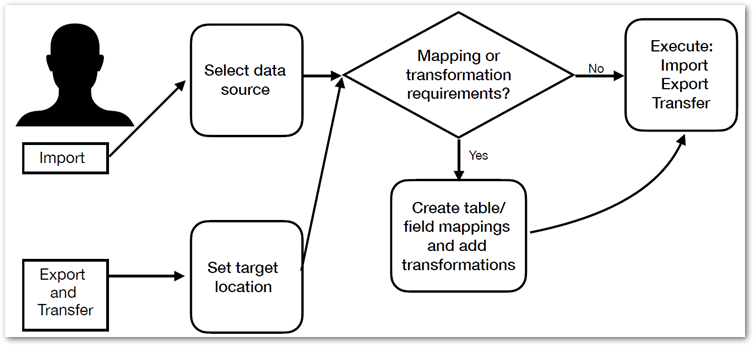 Import
Select data
source
Mapping or
transformation
requirements?
No
Execute:
Import
Export
Transfer
Yes
Create table/
field mappings
and add
transformations
Export
and
Transfer
Set target
location